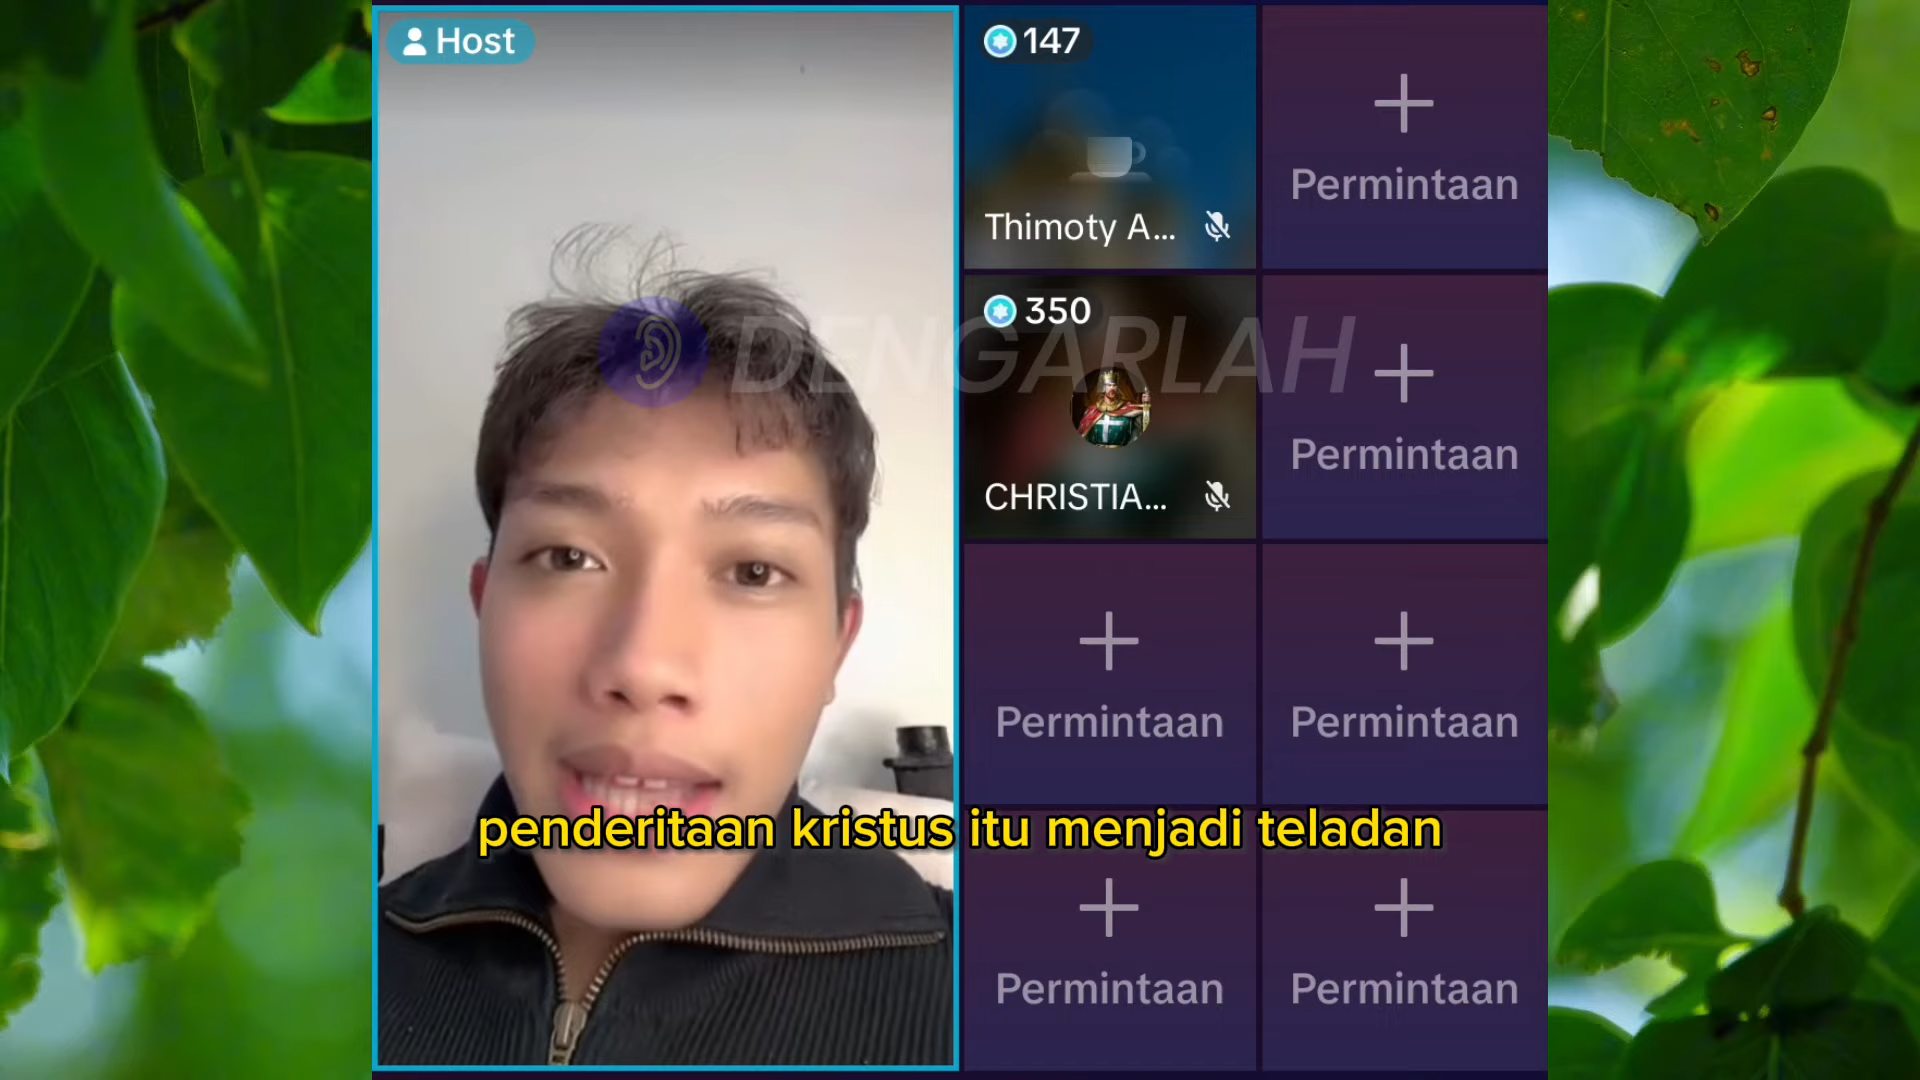 Host
147
Permintaan
Thimoty A...
350
DENGARLAH
Permintaan
CHRISTIA...
Permintaan
Permintaan
penderitaan kristus itu menjadi teladan
Permintaan
Permintaan